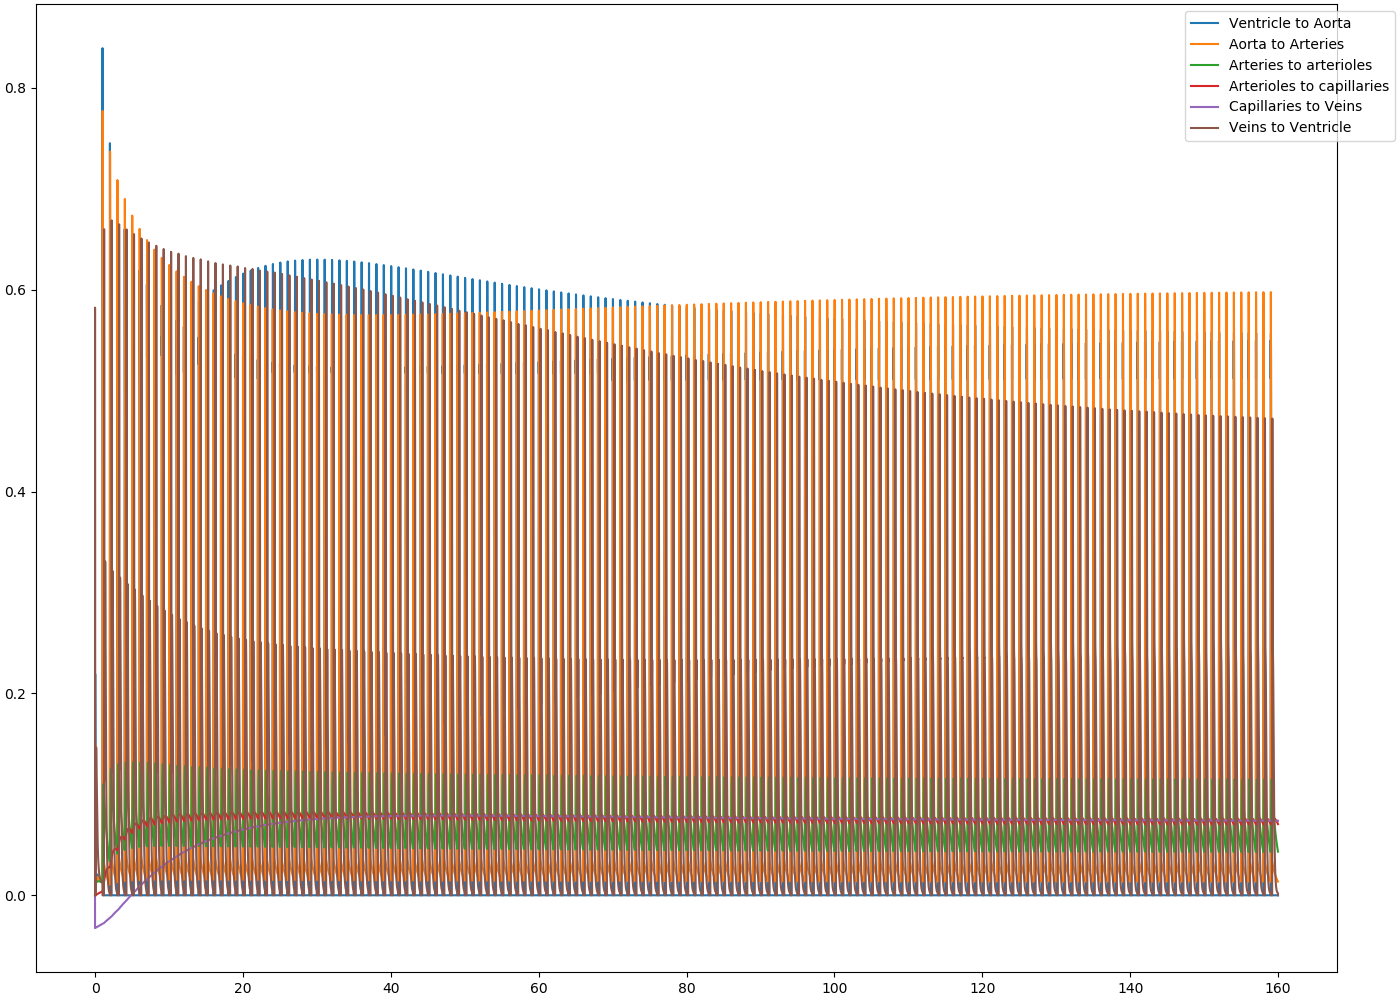 Ventricle to Aorta
Aorta to Arteries
Arteries to arterioles
Arterioles to capillaries
Capillaries to Veins
Veins to Ventricle
0.8
0.6
0.4
0.2
0.0
0 20 40 60 80 100 120 140 160